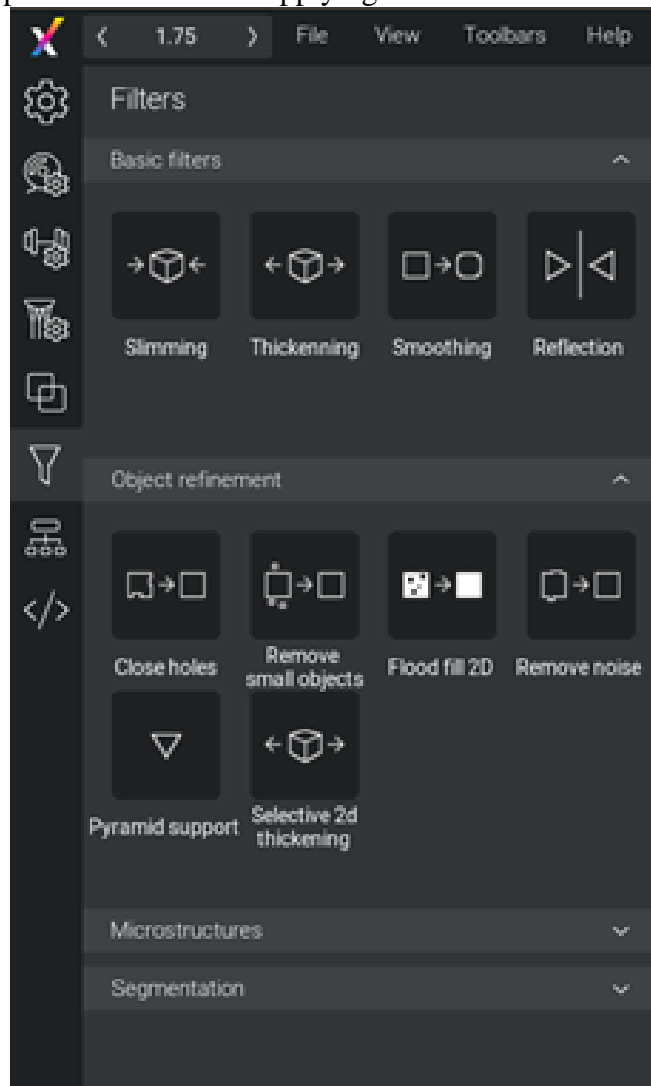 1.75 File View Toolbars Help
Filters
Basic filters
Slimming Thickenning Smoothing Reflection
Object refinement
Close holes Remove small objects Flood fill 2D Remove noise
Pyramid support Selective 2d thickening
Microstructures
Segmentation